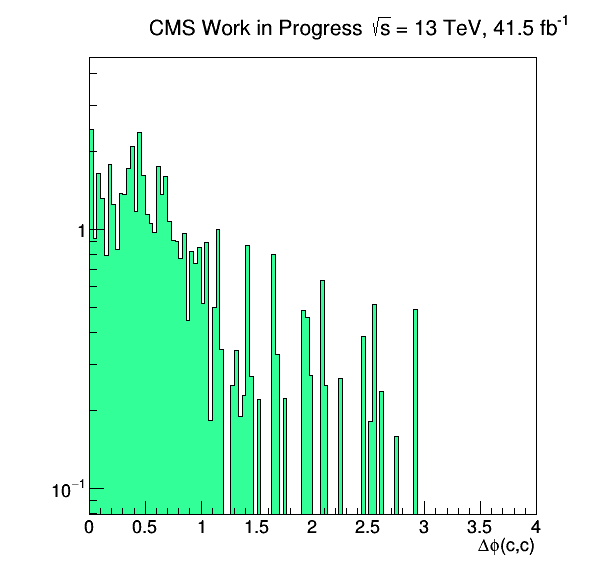 CMS Work in Progress √s = 13 TeV, 41.5 fb⁻¹
1
10⁻¹
0 0.5 1 1.5 2 2.5 3 3.5 4
Δϕ(c,c)